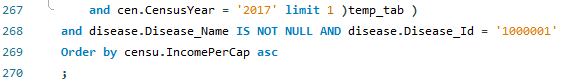 267 and cen.CensusYear = '2017' limit 1 )temp_tab )
268 and disease.Disease_Name IS NOT NULL AND disease.Disease_Id = '1000001'
269 Order by censu.IncomePerCap asc
270 ;